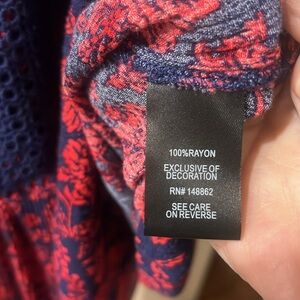 100%RAYON
EXCLUSIVE OF
DECORATION
RN# 148862
SEE CARE
ON REVERSE